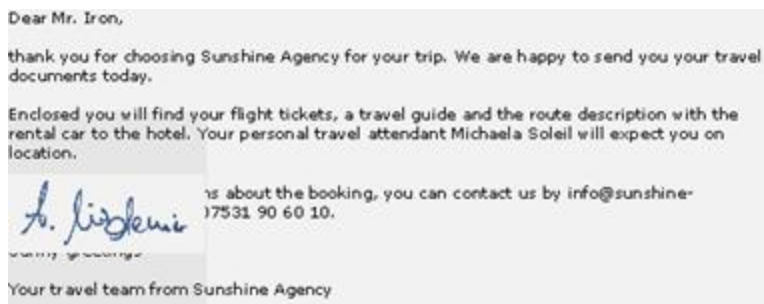 Dear Mr. Iron,
thank you for choosing Sunshine Agency for your trip. We are happy to send you your travel
documents today.
Enclosed you will find your flight tickets, a travel guide and the route description with the
rental car to the hotel. Your personal travel attendant Michaela Soleil will expect you on
location.
about the booking, you can contact us by info@sunshine-
07531 90 60 10.
sunny greetings
Your travel team from Sunshine Agency